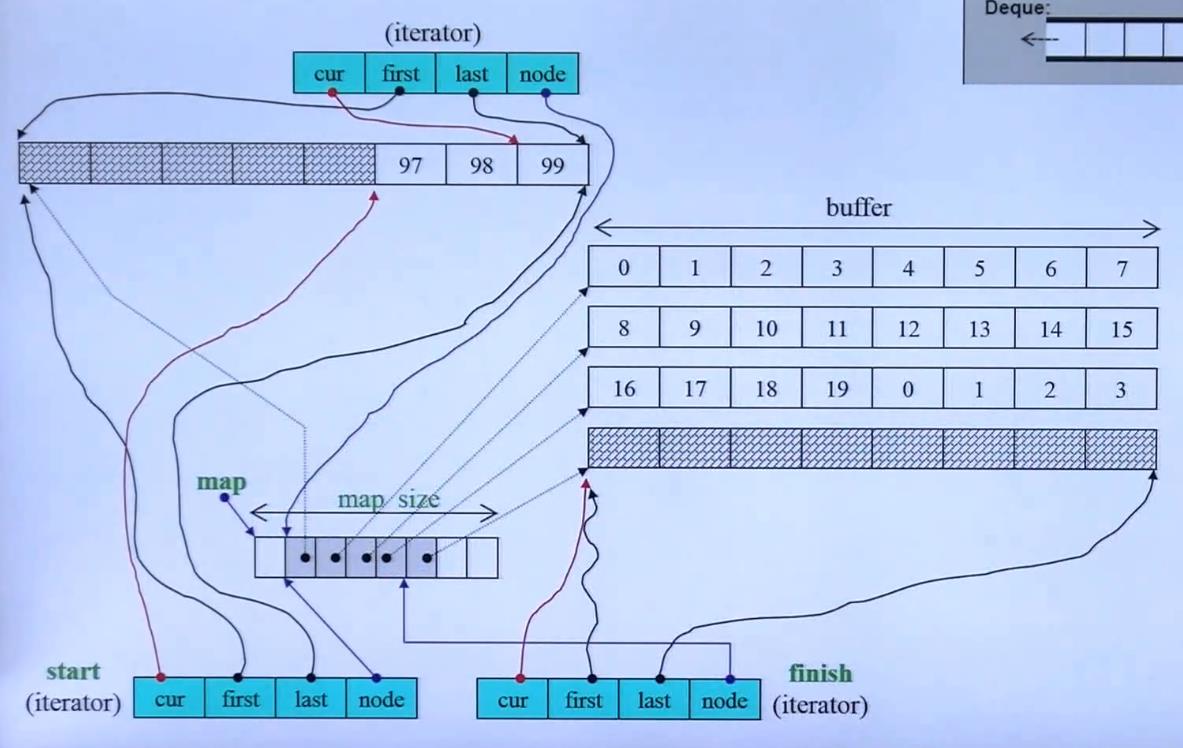 Deque:
(iterator)
cur first last node
97 98 99
buffer
0 1 2 3 4 5 6 7
8 9 10 11 12 13 14 15
16 17 18 19 0 1 2 3
map
map size
start
(iterator)
cur first last node
cur first last node
finish
(iterator)